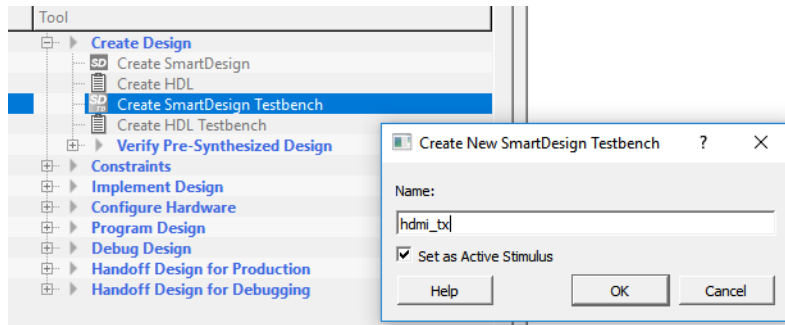 Tool
Create Design
SD Create SmartDesign
Create HDL
SD TB Create SmartDesign Testbench
Create HDL Testbench
Verify Pre-Synthesized Design
Constraints
Implement Design
Configure Hardware
Program Design
Debug Design
Handoff Design for Production
Handoff Design for Debugging
Create New SmartDesign Testbench ?
Name:
hdmi_tx
Set as Active Stimulus
Help OK Cancel